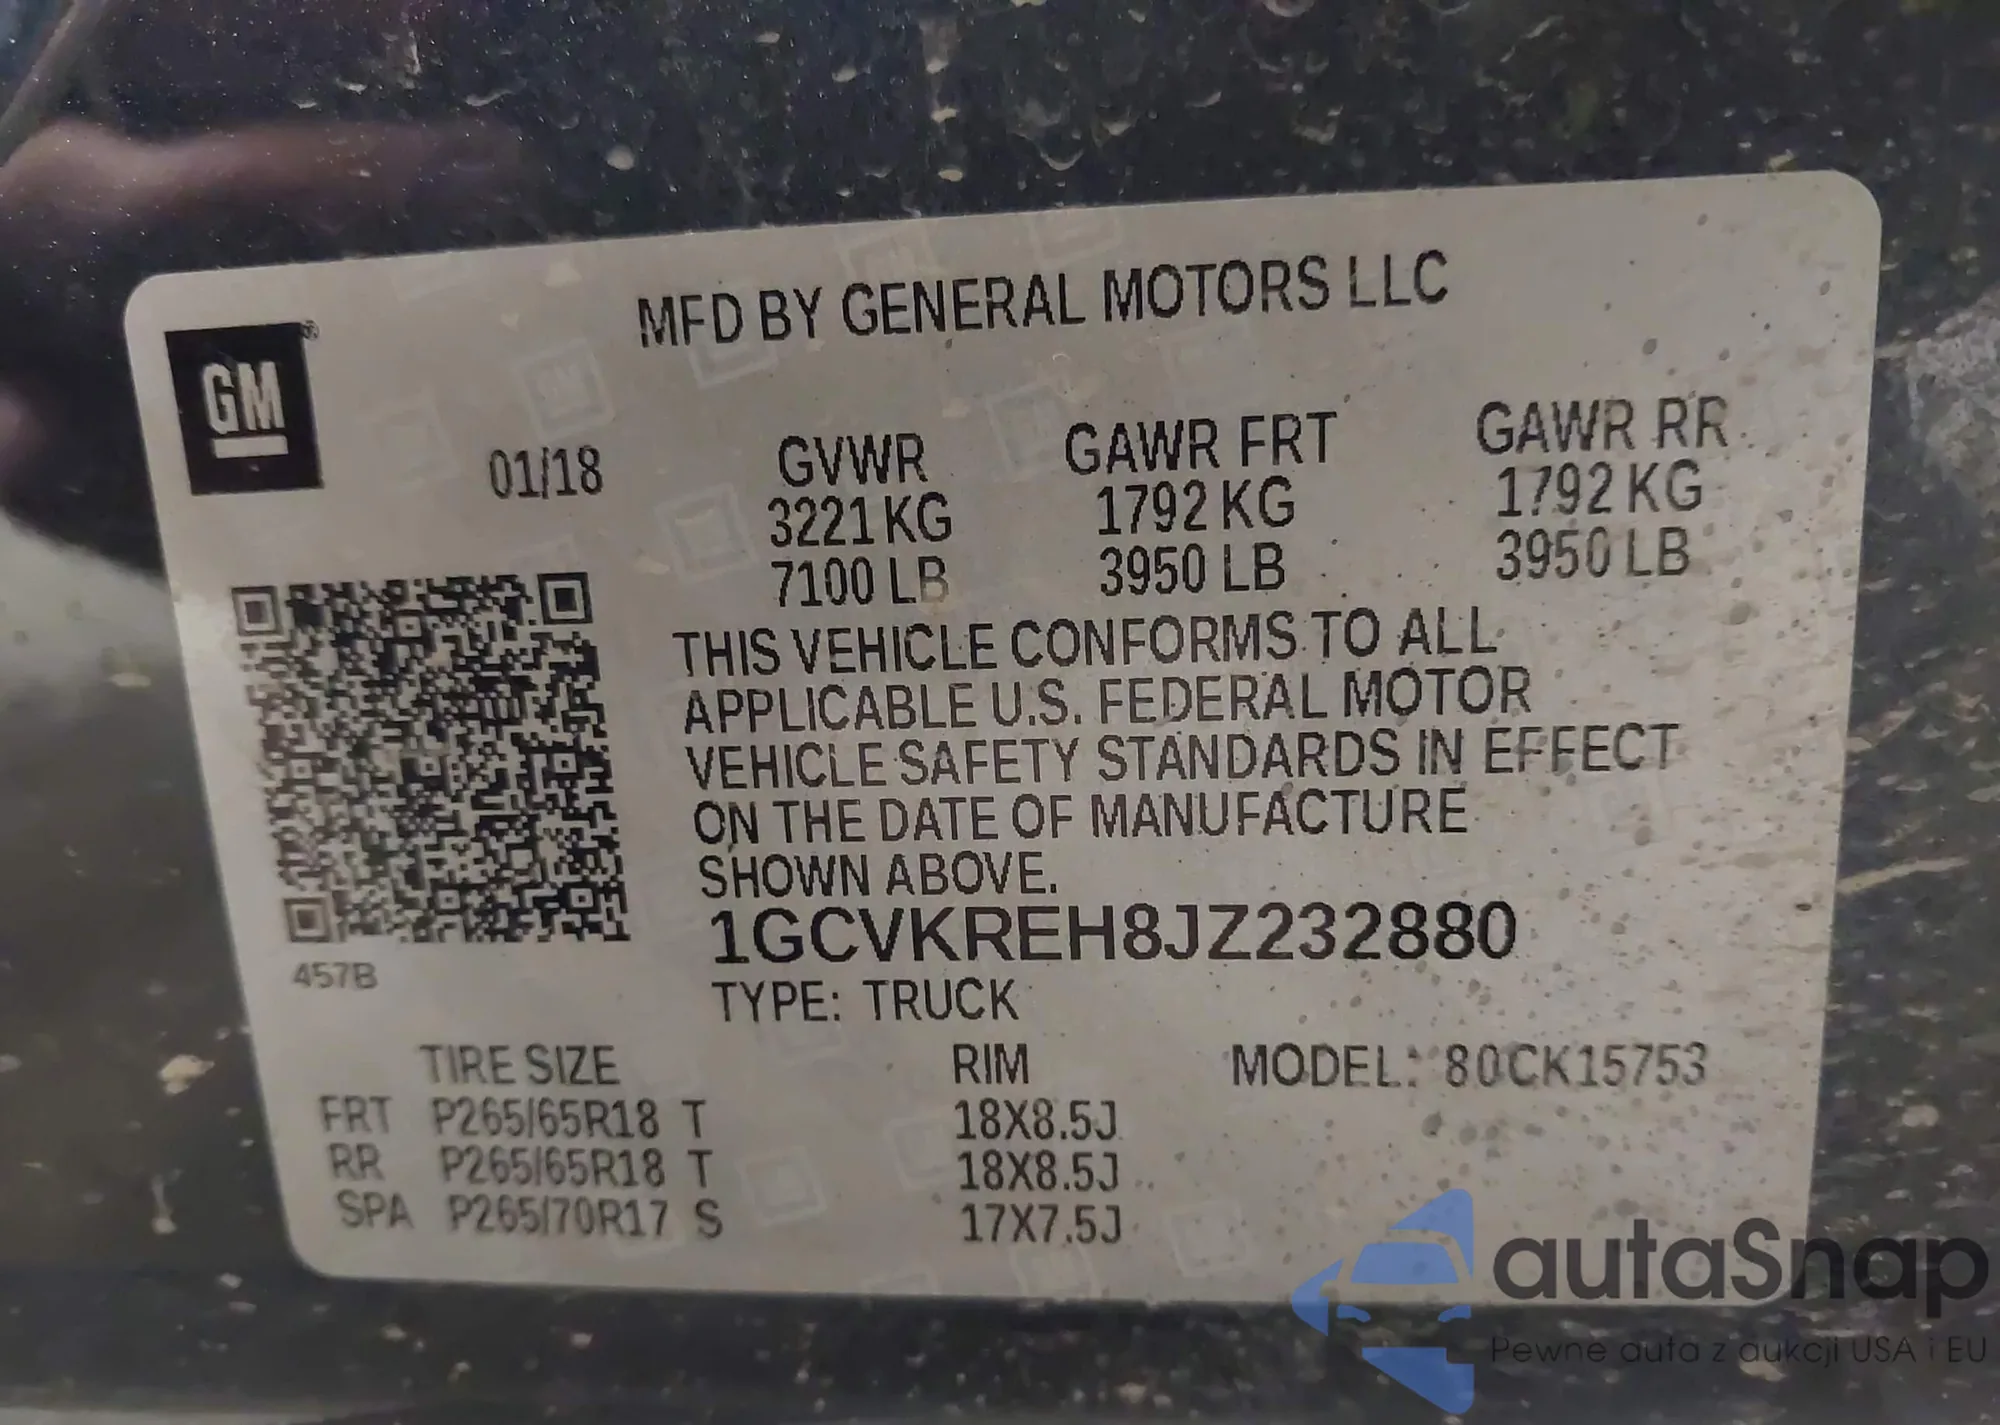 MFD BY GENERAL MOTORS LLC
GM
01/18
GVWR GAWR FRT GAWR RR
3221 KG 1792 KG 1792 KG
7100 LB 3950 LB 3950 LB
THIS VEHICLE CONFORMS TO ALL
APPLICABLE U.S. FEDERAL MOTOR
VEHICLE SAFETY STANDARDS IN EFFECT
ON THE DATE OF MANUFACTURE
SHOWN ABOVE.
1GCVKREH8JZ232880
457B
TYPE: TRUCK
TIRE SIZE RIM MODEL: 80CK15753
FRT P265/65R18 T 18X8.5J
RR P265/65R18 T 18X8.5J
SPA P265/70R17 S 17X7.5J
autaSnap
Pewne auta z aukcji USA i EU